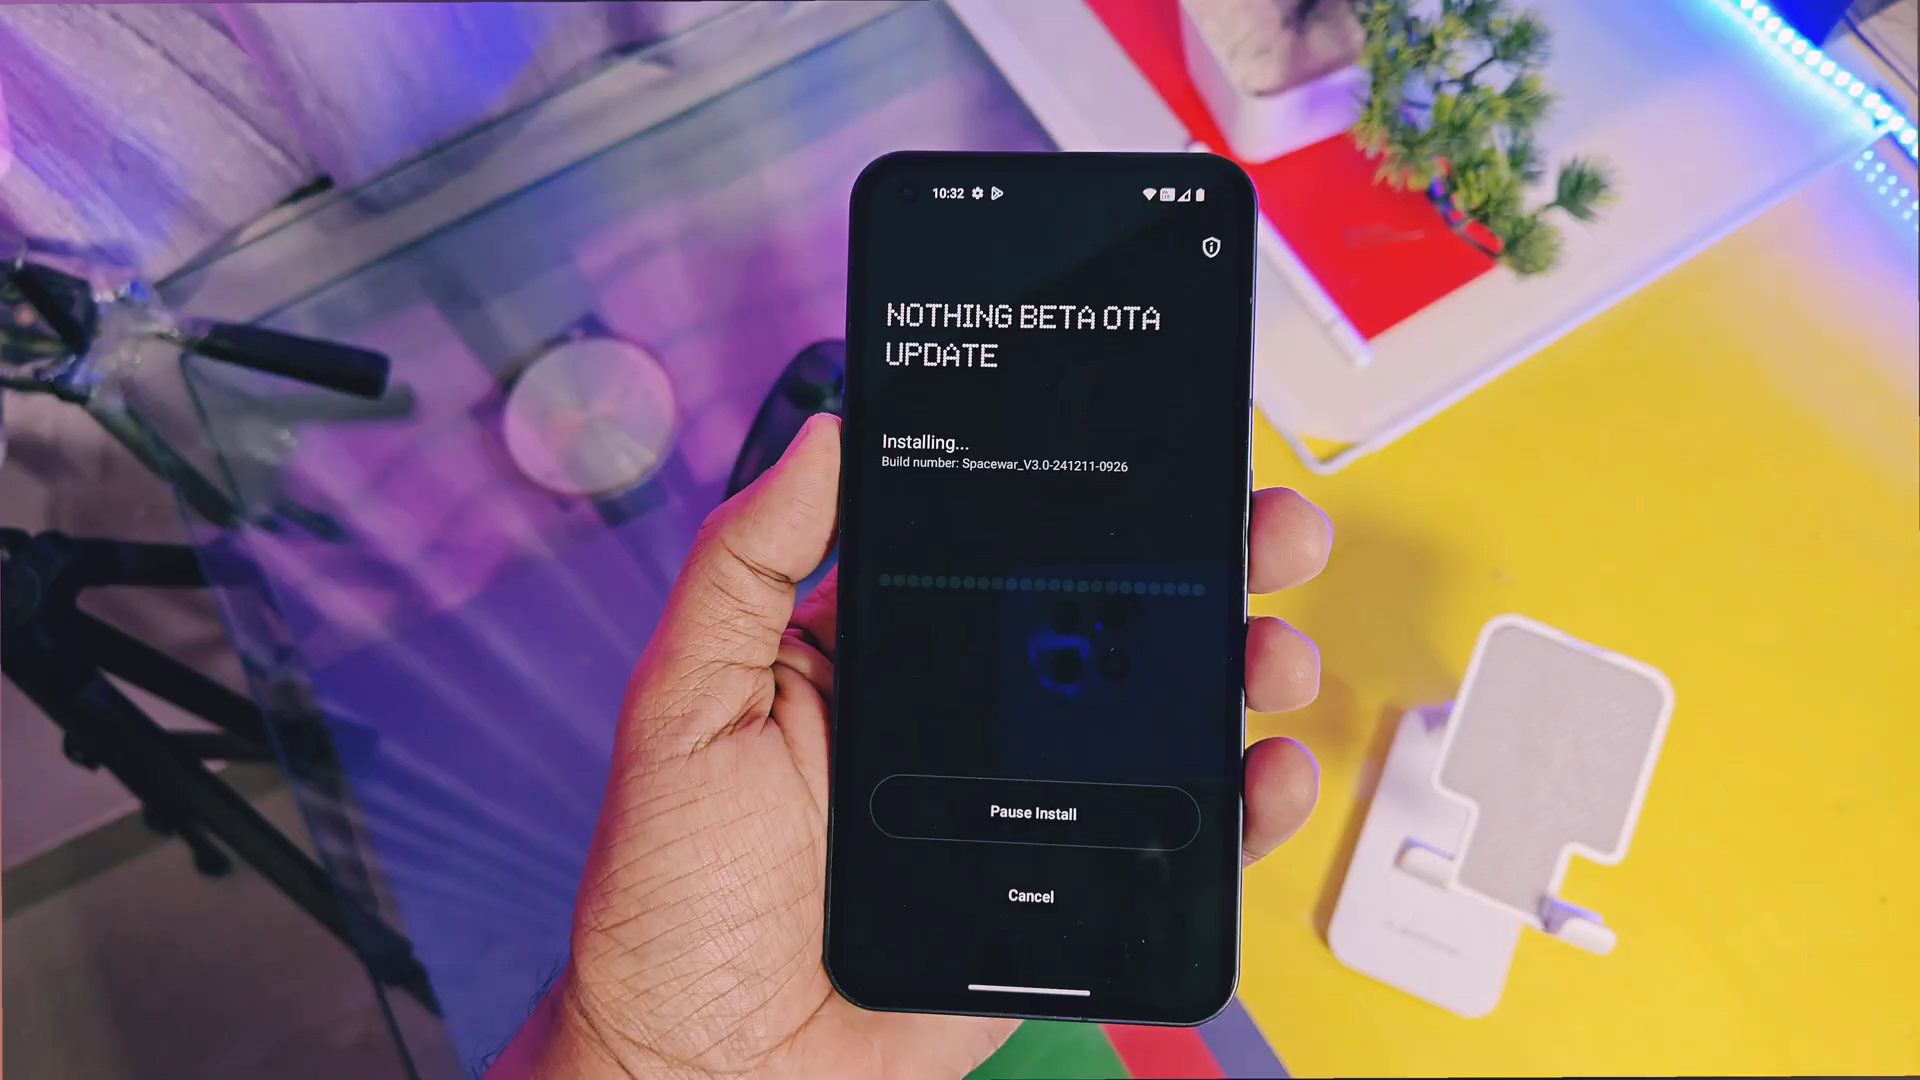 10:32
NOTHING BETA OTA
UPDATE
Installing...
Build number: Spacewar_V3.0-241211-0926
Pause Install
Cancel